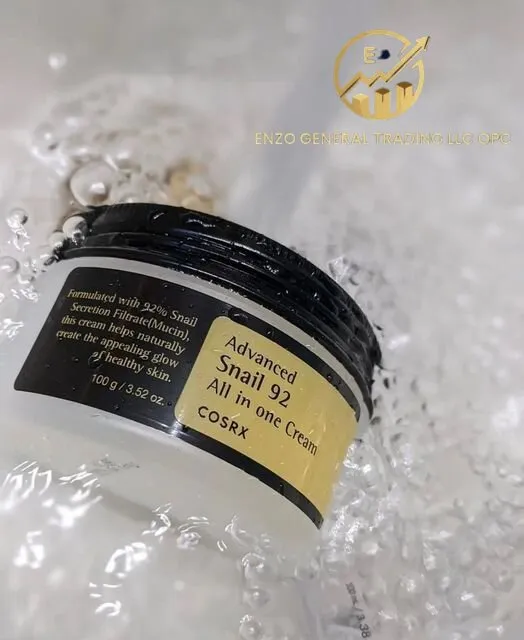 E
ENZO GENERAL TRADING LLC OPC
Formulated with 92% Snail
Secretion Filtrate(Mucin),
this cream helps naturally
create the appealing glow
of healthy skin.
100 g / 3.52 oz.
Advanced
Snail 92
All in one Cream
COSRX